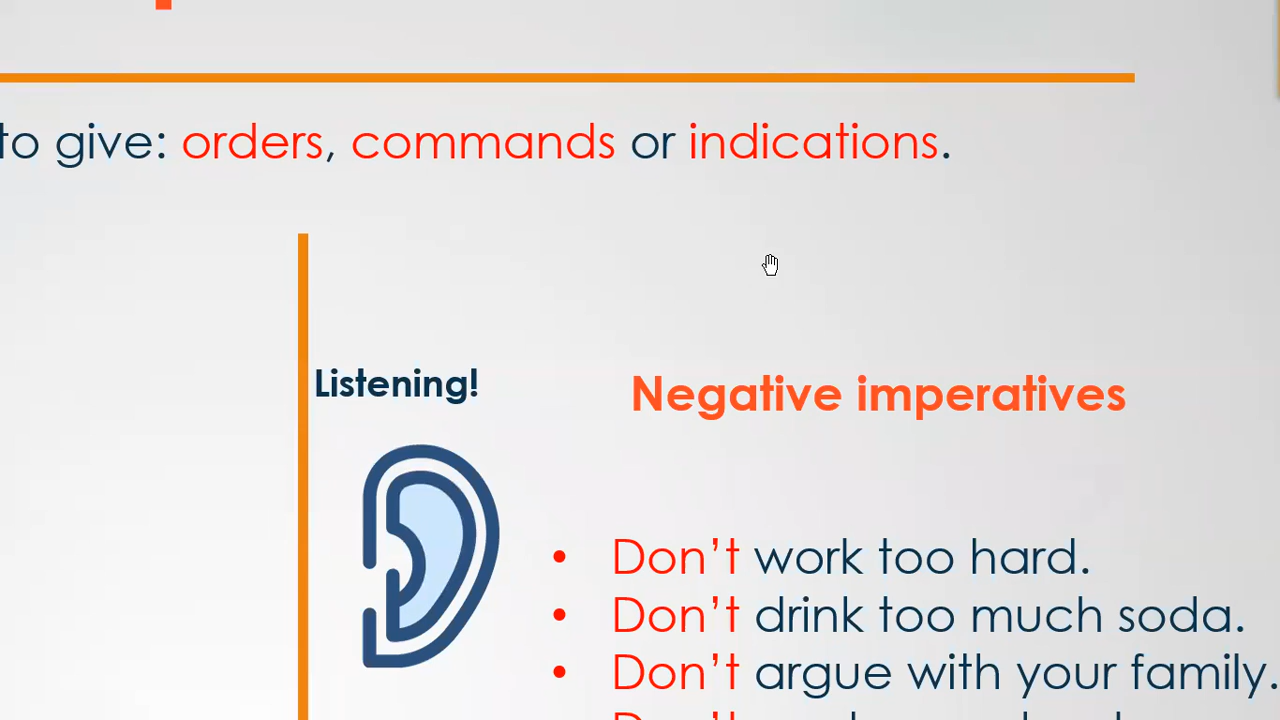 to give: orders, commands or indications.
Listening!
Negative imperatives
• Don’t work too hard.
• Don’t drink too much soda.
• Don’t argue with your family.